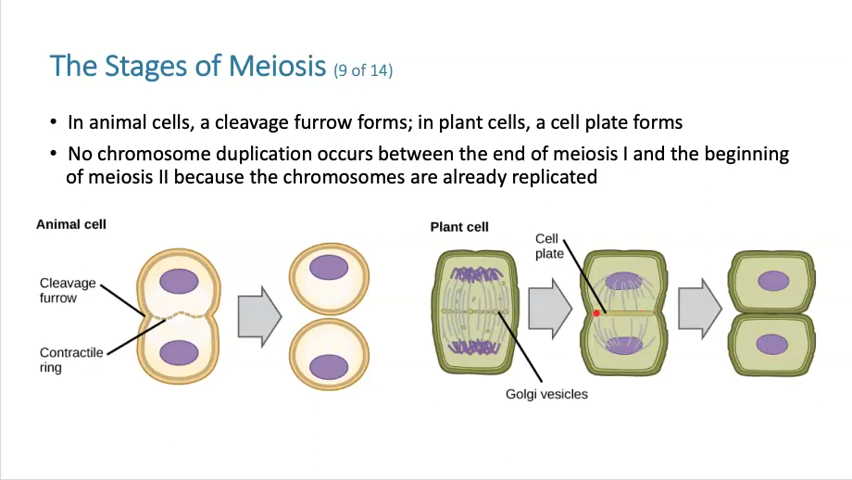 The Stages of Meiosis (9 of 14)
• In animal cells, a cleavage furrow forms; in plant cells, a cell plate forms
• No chromosome duplication occurs between the end of meiosis I and the beginning
of meiosis II because the chromosomes are already replicated
Animal cell
Cleavage
furrow
Contractile
ring
Plant cell
Cell
plate
Golgi vesicles